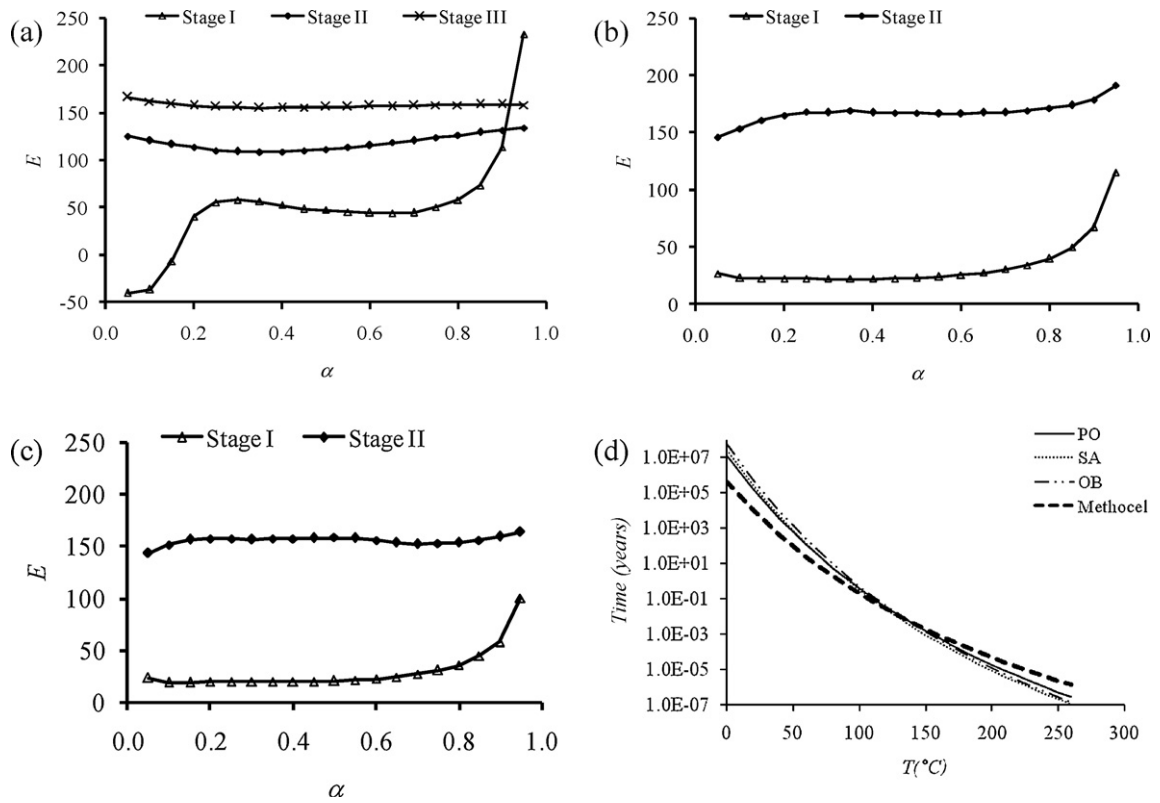 (a)
Stage I
Stage II
Stage III
250
200
150
100
50
0
-50
E
0.0 0.2 0.4 0.6 0.8 1.0
α
(b)
Stage I
Stage II
250
200
150
100
50
0
E
0.0 0.2 0.4 0.6 0.8 1.0
α
(c)
Stage I
Stage II
250
200
150
100
50
0
E
0.0 0.2 0.4 0.6 0.8 1.0
α
(d)
PO
SA
OB
Methocel
1.0E+07
1.0E+05
1.0E+03
1.0E+01
1.0E-01
1.0E-03
1.0E-05
1.0E-07
Time (years)
0 50 100 150 200 250 300
T(°C)